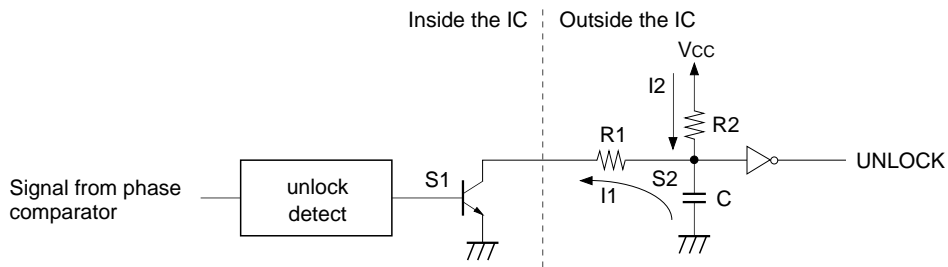 Inside the IC
Outside the IC
VCC
I2
R2
R1
S1
Signal from phase
comparator
unlock
detect
S2
UNLOCK
I1
C